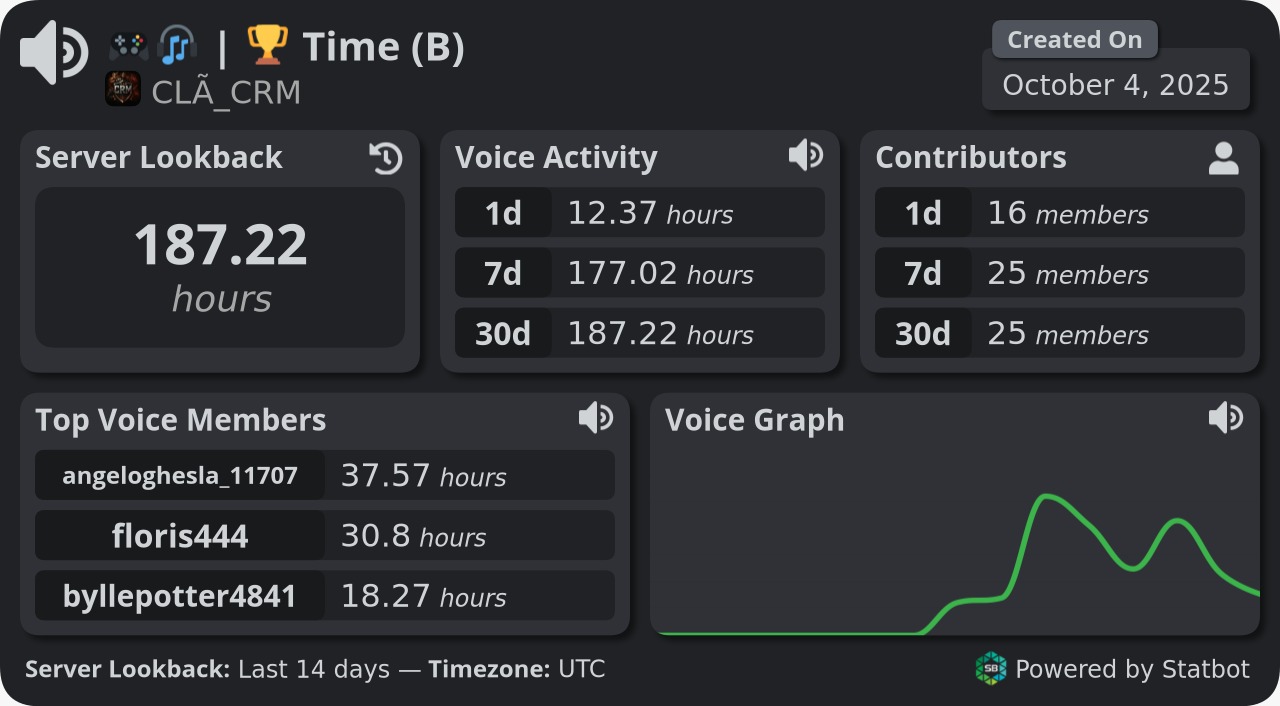 | Time (B)
CRM CLÃ_CRM
Created On
October 4, 2025
Server Lookback
187.22
hours
Voice Activity
1d 12.37 hours
7d 177.02 hours
30d 187.22 hours
Contributors
1d 16 members
7d 25 members
30d 25 members
Top Voice Members
angeloghesla_11707 37.57 hours
floris444 30.8 hours
byllepotter4841 18.27 hours
Voice Graph
Server Lookback: Last 14 days — Timezone: UTC
SB Powered by Statbot